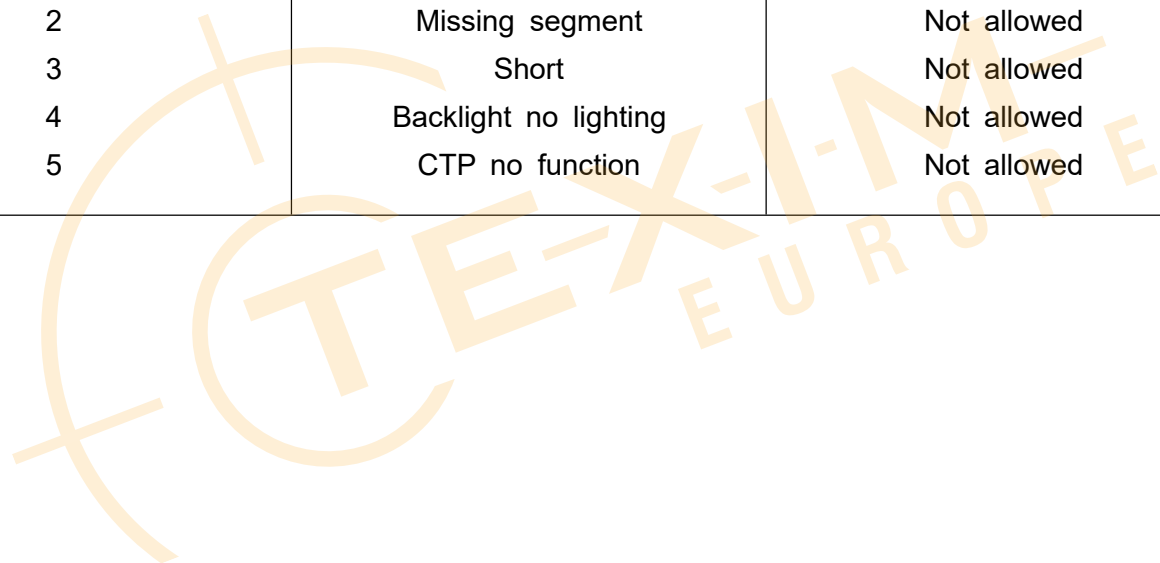 2 Missing segment Not allowed
3 Short Not allowed
4 Backlight no lighting Not allowed
5 CTP no function Not allowed
TEXIM
EUROPE